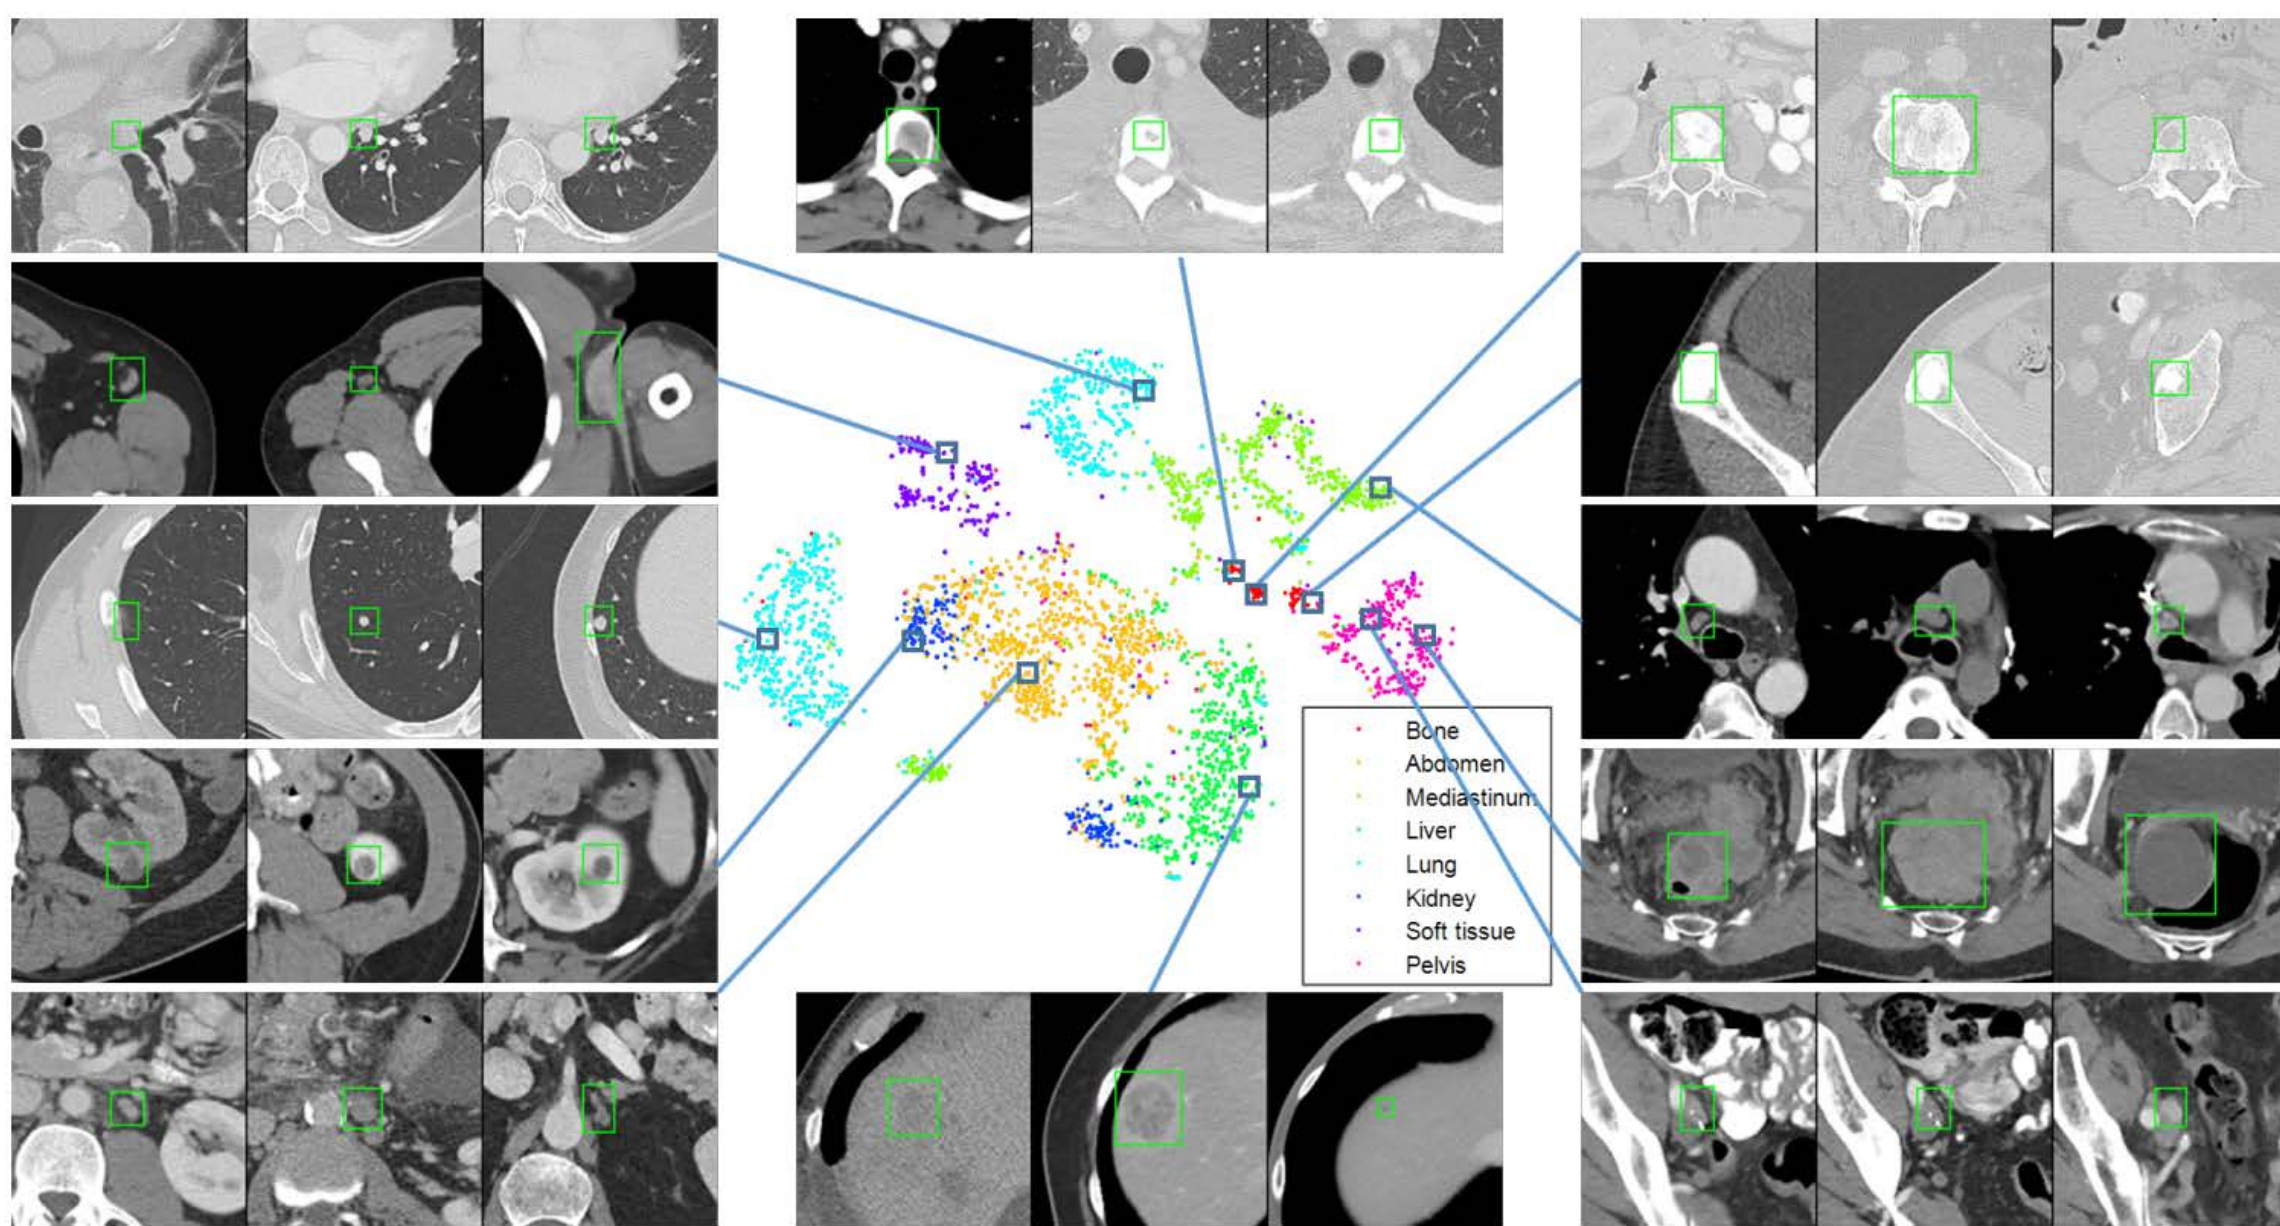 Bone
Abdomen
Mediastinum
Liver
Lung
Kidney
Soft tissue
Pelvis